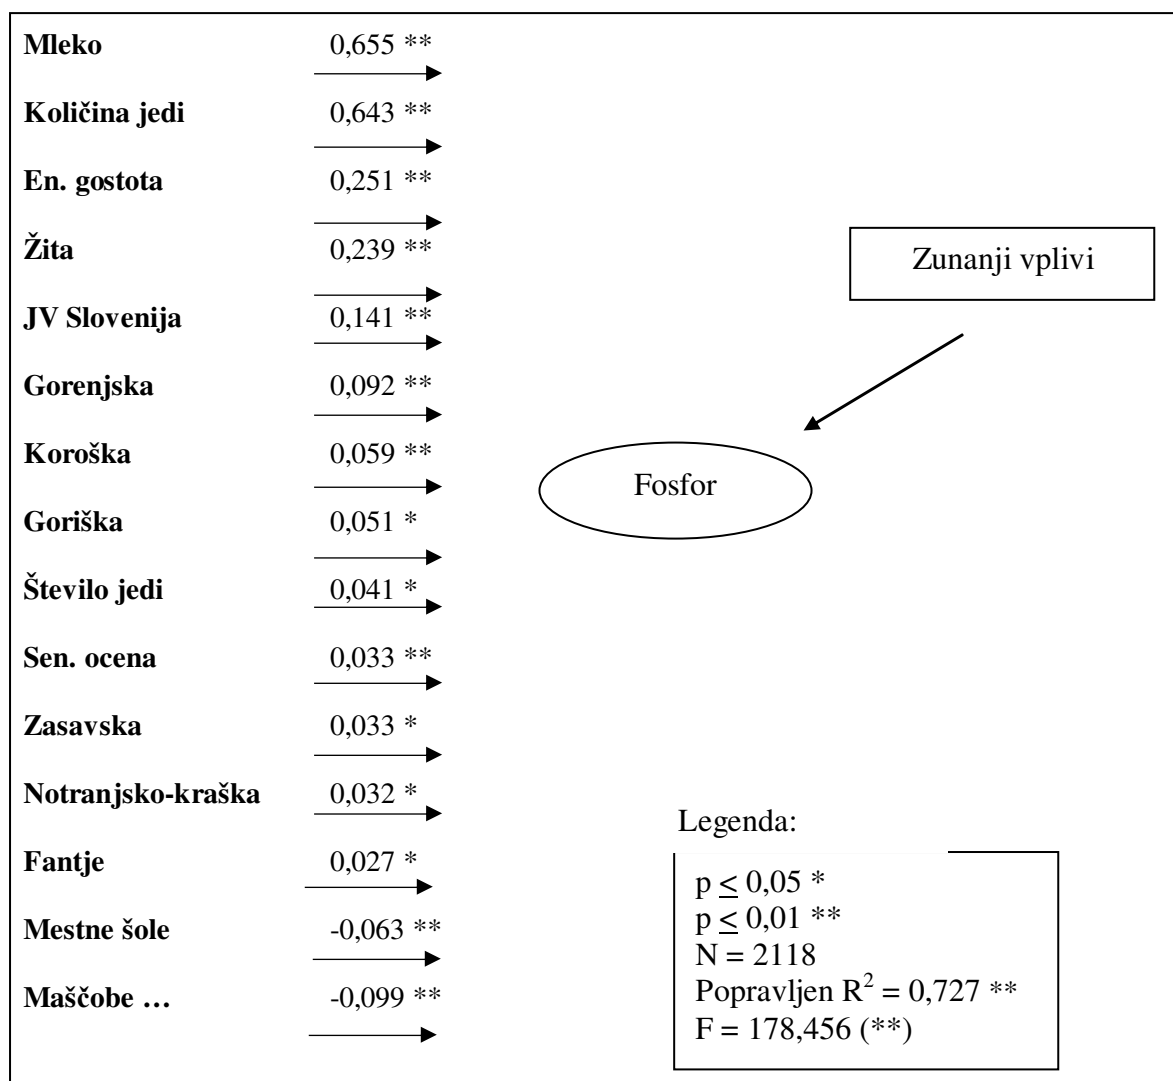 Mleko 0,655 **
Količina jedi 0,643 **
En. gostota 0,251 **
Žita 0,239 **
JV Slovenija 0,141 **
Gorenjska 0,092 **
Koroška 0,059 **
Goriška 0,051 *
Število jedi 0,041 *
Sen. ocena 0,033 **
Zasavska 0,033 *
Notranjsko-kraška 0,032 *
Fantje 0,027 *
Mestne šole -0,063 **
Maščobe … -0,099 **
Zunanji vplivi
Fosfor
Legenda:
p ≤ 0,05 *
p ≤ 0,01 **
N = 2118
Popravljen R² = 0,727 **
F = 178,456 (**)